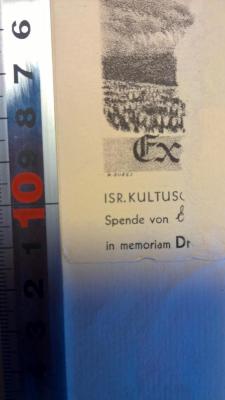 Ex
ISR. KULTUSG
Spende von
in memoriam Dr
6
7
8
9
10
1
2
3